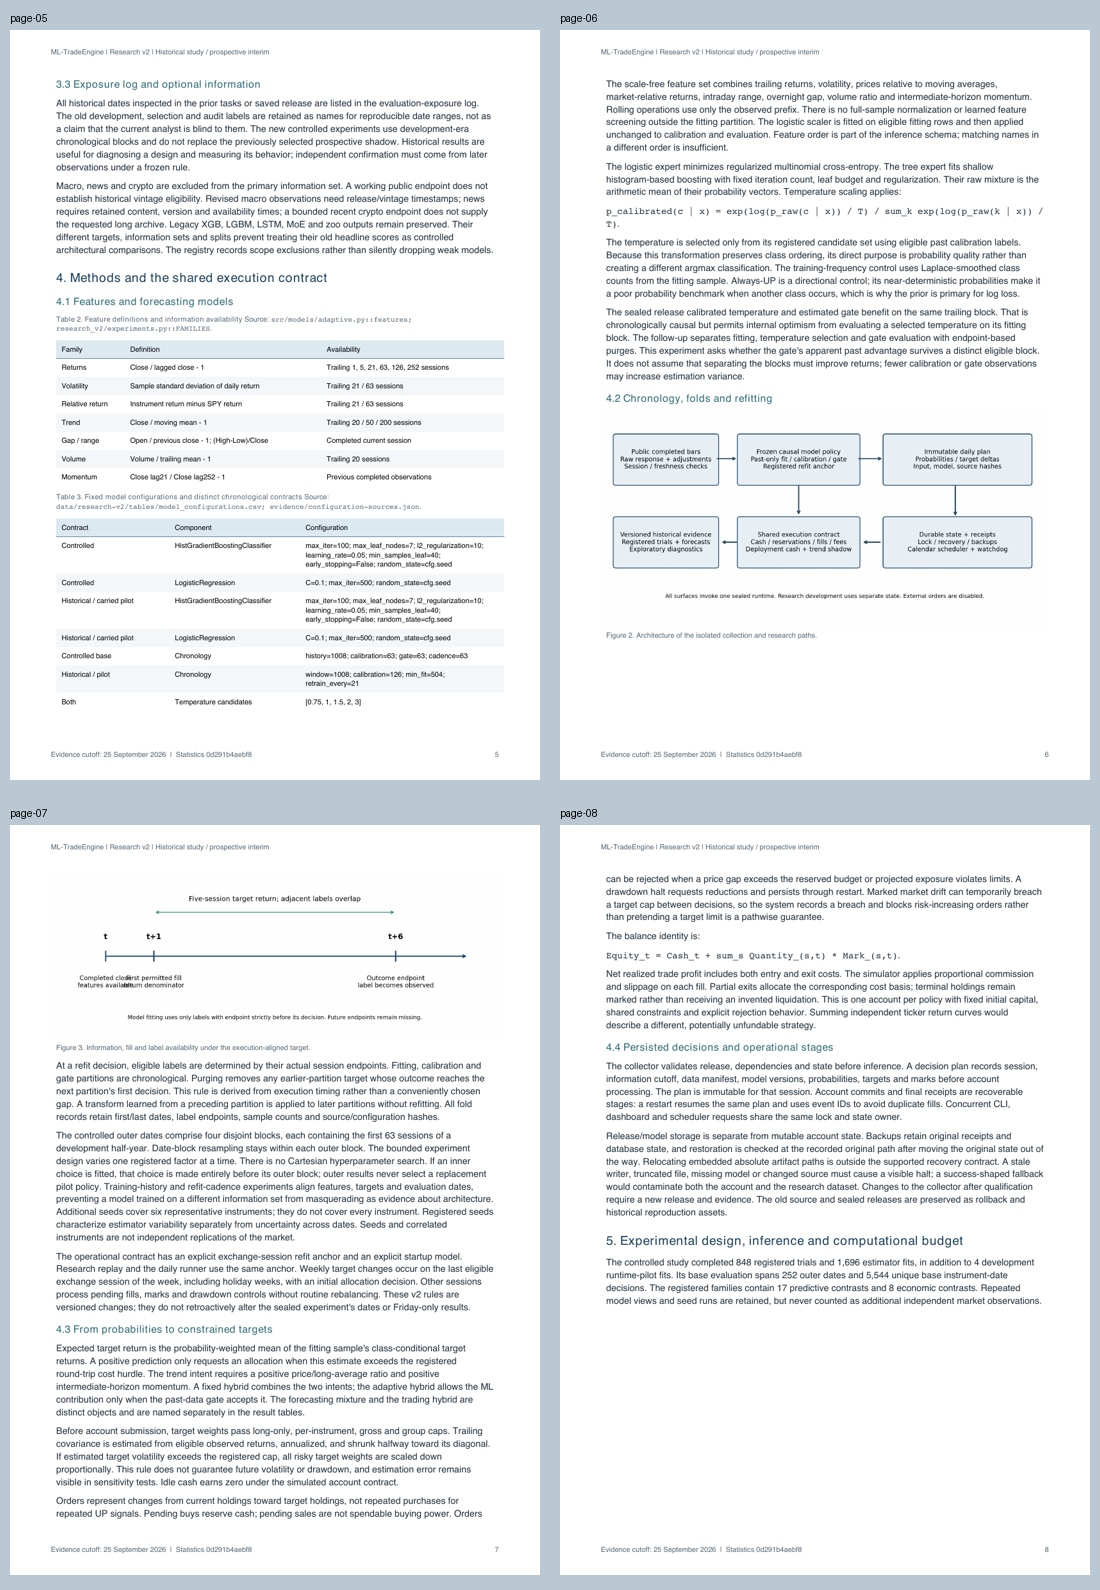 page-05
ML-TradeEngine | Research v2 | Historical study / prospective interim
3.3 Exposure log and optional information
All historical dates inspected in the prior tasks or saved release are listed in the evaluation-exposure log.
The old development, selection and audit labels are retained as names for reproducible date ranges, not as
a claim that the current analyst is blind to them. The new controlled experiments use development-era
chronological blocks and do not replace the previously selected prospective shadow. Historical results are
useful for diagnosing a design and measuring its behavior; independent confirmation must come from later
observations under a frozen rule.
Macro, news and crypto are excluded from the primary information set. A working public endpoint does not
establish historical vintage eligibility. Revised macro observations need release/vintage timestamps; news
requires retained content, version and availability times; a bounded recent crypto endpoint does not supply
the requested long archive. Legacy XGB, LGBM, LSTM, MoE and zoo outputs remain preserved. Their
different targets, information sets and splits prevent treating their old headline scores as controlled
architectural comparisons. The registry records scope exclusions rather than silently dropping weak models.
4. Methods and the shared execution contract
4.1 Features and forecasting models
Table 2. Feature definitions and information availability Source: src/models/adaptive.py::features;
research_v2/experiments.py::FAMILIES.
Family Definition Availability
Returns Close / lagged close - 1 Trailing 1, 5, 21, 63, 126, 252 sessions
Volatility Sample standard deviation of daily return Trailing 21 / 63 sessions
Relative return Instrument return minus SPY return Trailing 21 / 63 sessions
Trend Close / moving mean - 1 Trailing 20 / 50 / 200 sessions
Gap / range Open / previous close - 1; (High-Low)/Close Completed current session
Volume Volume / trailing mean - 1 Trailing 20 sessions
Momentum Close lag21 / Close lag252 - 1 Previous completed observations
Table 3. Fixed model configurations and distinct chronological contracts Source:
data/research-v2/tables/model_configurations.csv; evidence/configuration-sources.json.
Contract Component Configuration
Controlled HistGradientBoostingClassifier max_iter=100; max_leaf_nodes=7; l2_regularization=10;
learning_rate=0.05; min_samples_leaf=40;
early_stopping=False; random_state=cfg.seed
Controlled LogisticRegression C=0.1; max_iter=500; random_state=cfg.seed
Historical / carried pilot HistGradientBoostingClassifier max_iter=100; max_leaf_nodes=7; l2_regularization=10;
learning_rate=0.05; min_samples_leaf=40;
early_stopping=False; random_state=cfg.seed
Historical / carried pilot LogisticRegression C=0.1; max_iter=500; random_state=cfg.seed
Controlled base Chronology history=1008; calibration=63; gate=63; cadence=63
Historical / pilot Chronology window=1008; calibration=126; min_fit=504;
retrain_every=21
Both Temperature candidates [0.75, 1, 1.5, 2, 3]
Evidence cutoff: 25 September 2026 | Statistics 0d291b4aebf8 5
page-06
ML-TradeEngine | Research v2 | Historical study / prospective interim
The scale-free feature set combines trailing returns, volatility, prices relative to moving averages,
market-relative returns, intraday range, overnight gap, volume ratio and intermediate-horizon momentum.
Rolling operations use only the observed prefix. There is no full-sample normalization or learned feature
screening outside the fitting partition. The logistic scaler is fitted on eligible fitting rows and then applied
unchanged to calibration and evaluation. Feature order is part of the inference schema; matching names in
a different order is insufficient.
The logistic expert minimizes regularized multinomial cross-entropy. The tree expert fits shallow
histogram-based boosting with fixed iteration count, leaf budget and regularization. Their raw mixture is the
arithmetic mean of their probability vectors. Temperature scaling applies:
p_calibrated(c | x) = exp(log(p_raw(c | x)) / T) / sum_k exp(log(p_raw(k | x)) /
T).
The temperature is selected only from its registered candidate set using eligible past calibration labels.
Because this transformation preserves class ordering, its direct purpose is probability quality rather than
creating a different argmax classification. The training-frequency control uses Laplace-smoothed class
counts from the fitting sample. Always-UP is a directional control; its near-deterministic probabilities make it
a poor probability benchmark when another class occurs, which is why the prior is primary for log loss.
The sealed release calibrated temperature and estimated gate benefit on the same trailing block. That is
chronologically causal but permits internal optimism from evaluating a selected temperature on its fitting
block. The follow-up separates fitting, temperature selection and gate evaluation with endpoint-based
purges. This experiment asks whether the gate's apparent past advantage survives a distinct eligible block.
It does not assume that separating the blocks must improve returns; fewer calibration or gate observations
may increase estimation variance.
4.2 Chronology, folds and refitting
Public completed bars
Raw response + adjustments
Session / freshness checks
Frozen causal model policy
Past-only fit / calibration / gate
Registered refit anchor
Immutable daily plan
Probabilities / target deltas
Input, model, source hashes
Versioned historical evidence
Registered trials + forecasts
Exploratory diagnostics
Shared execution contract
Cash / reservations / fills / fees
Deployment cash + trend shadow
Durable state + receipts
Lock / recovery / backups
Calendar scheduler + watchdog
All surfaces invoke one sealed runtime. Research development uses separate state. External orders are disabled.
Figure 2. Architecture of the isolated collection and research paths.
Evidence cutoff: 25 September 2026 | Statistics 0d291b4aebf8 6
page-07
ML-TradeEngine | Research v2 | Historical study / prospective interim
Five-session target return; adjacent labels overlap
t t+1 t+6
Completed close
features available
First permitted fill
return denominator
Outcome endpoint
label becomes observed
Model fitting uses only labels with endpoint strictly before its decision. Future endpoints remain missing.
Figure 3. Information, fill and label availability under the execution-aligned target.
At a refit decision, eligible labels are determined by their actual session endpoints. Fitting, calibration and
gate partitions are chronological. Purging removes any earlier-partition target whose outcome reaches the
next partition's first decision. This rule is derived from execution timing rather than a conveniently chosen
gap. A transform learned from a preceding partition is applied to later partitions without refitting. All fold
records retain first/last dates, label endpoints, sample counts and source/configuration hashes.
The controlled outer dates comprise four disjoint blocks, each containing the first 63 sessions of a
development half-year. Date-block resampling stays within each outer block. The bounded experiment
design varies one registered factor at a time. There is no Cartesian hyperparameter search. If an inner
choice is fitted, that choice is made entirely before its outer block; outer results never select a replacement
pilot policy. Training-history and refit-cadence experiments align features, targets and evaluation dates,
preventing a model trained on a different information set from masquerading as evidence about architecture.
Additional seeds cover six representative instruments; they do not cover every instrument. Registered seeds
characterize estimator variability separately from uncertainty across dates. Seeds and correlated
instruments are not independent replications of the market.
The operational contract has an explicit exchange-session refit anchor and an explicit startup model.
Research replay and the daily runner use the same anchor. Weekly target changes occur on the last eligible
exchange session of the week, including holiday weeks, with an initial allocation decision. Other sessions
process pending fills, marks and drawdown controls without routine rebalancing. These v2 rules are
versioned changes; they do not retroactively alter the sealed experiment's dates or Friday-only results.
4.3 From probabilities to constrained targets
Expected target return is the probability-weighted mean of the fitting sample's class-conditional target
returns. A positive prediction only requests an allocation when this estimate exceeds the registered
round-trip cost hurdle. The trend intent requires a positive price/long-average ratio and positive
intermediate-horizon momentum. A fixed hybrid combines the two intents; the adaptive hybrid allows the ML
contribution only when the past-data gate accepts it. The forecasting mixture and the trading hybrid are
distinct objects and are named separately in the result tables.
Before account submission, target weights pass long-only, per-instrument, gross and group caps. Trailing
covariance is estimated from eligible observed returns, annualized, and shrunk halfway toward its diagonal.
If estimated target volatility exceeds the registered cap, all risky target weights are scaled down
proportionally. This rule does not guarantee future volatility or drawdown, and estimation error remains
visible in sensitivity tests. Idle cash earns zero under the simulated account contract.
Orders represent changes from current holdings toward target holdings, not repeated purchases for
repeated UP signals. Pending buys reserve cash; pending sales are not spendable buying power. Orders
Evidence cutoff: 25 September 2026 | Statistics 0d291b4aebf8 7
page-08
ML-TradeEngine | Research v2 | Historical study / prospective interim
can be rejected when a price gap exceeds the reserved budget or projected exposure violates limits. A
drawdown halt requests reductions and persists through restart. Marked market drift can temporarily breach
a target cap between decisions, so the system records a breach and blocks risk-increasing orders rather
than pretending a target limit is a pathwise guarantee.
The balance identity is:
Equity_t = Cash_t + sum_s Quantity_(s,t) * Mark_(s,t).
Net realized trade profit includes both entry and exit costs. The simulator applies proportional commission
and slippage on each fill. Partial exits allocate the corresponding cost basis; terminal holdings remain
marked rather than receiving an invented liquidation. This is one account per policy with fixed initial capital,
shared constraints and explicit rejection behavior. Summing independent ticker return curves would
describe a different, potentially unfundable strategy.
4.4 Persisted decisions and operational stages
The collector validates release, dependencies and state before inference. A decision plan records session,
information cutoff, data manifest, model versions, probabilities, targets and marks before account
processing. The plan is immutable for that session. Account commits and final receipts are recoverable
stages: a restart resumes the same plan and uses event IDs to avoid duplicate fills. Concurrent CLI,
dashboard and scheduler requests share the same lock and state owner.
Release/model storage is separate from mutable account state. Backups retain original receipts and
database state, and restoration is checked at the recorded original path after moving the original state out of
the way. Relocating embedded absolute artifact paths is outside the supported recovery contract. A stale
writer, truncated file, missing model or changed source must cause a visible halt; a success-shaped fallback
would contaminate both the account and the research dataset. Changes to the collector after qualification
require a new release and evidence. The old source and sealed releases are preserved as rollback and
historical reproduction assets.
5. Experimental design, inference and computational budget
The controlled study completed 848 registered trials and 1,696 estimator fits, in addition to 4 development
runtime-pilot fits. Its base evaluation spans 252 outer dates and 5,544 unique base instrument-date
decisions. The registered families contain 17 predictive contrasts and 8 economic contrasts. Repeated
model views and seed runs are retained, but never counted as additional independent market observations.
Evidence cutoff: 25 September 2026 | Statistics 0d291b4aebf8 8